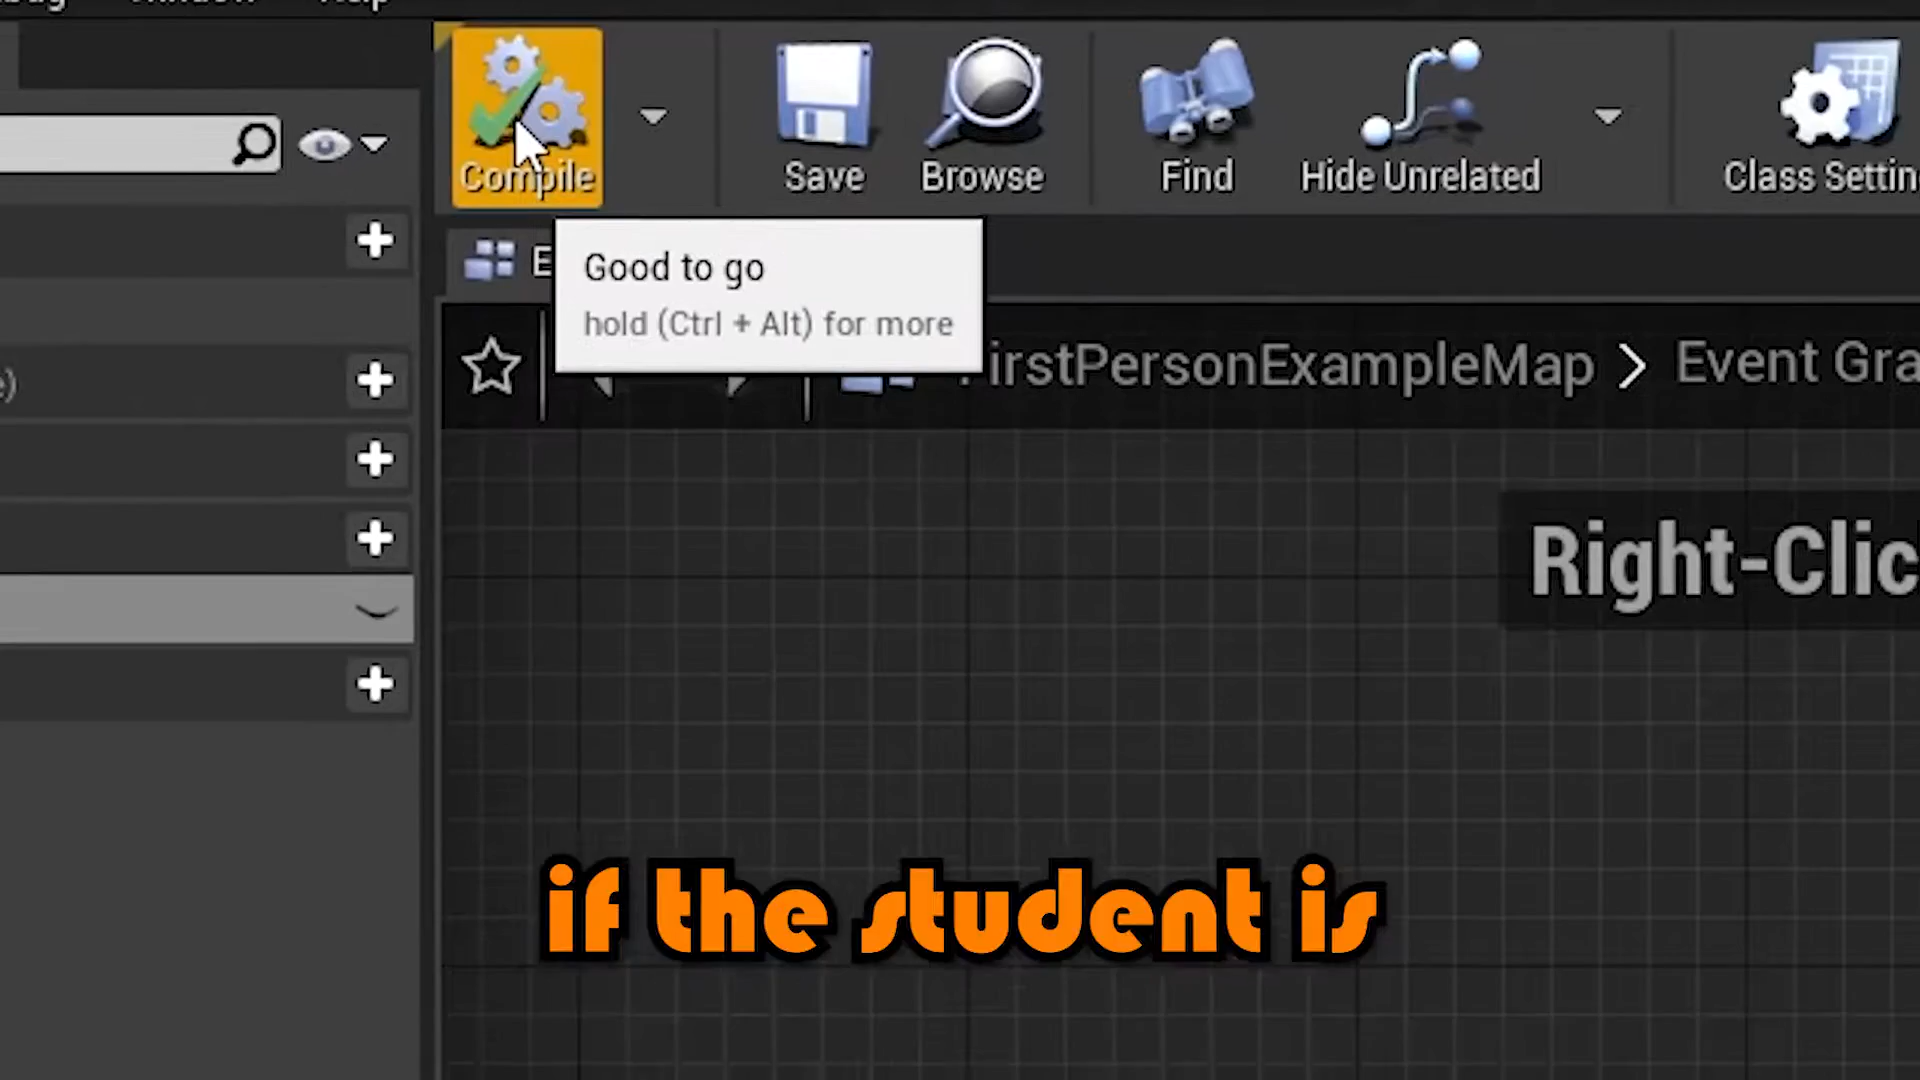 Help
Compile
Save
Browse
Find
Hide Unrelated
Class Settin
E
Good to go
hold (Ctrl + Alt) for more
irstPersonExampleMap > Event Gra
e)
Right-Clic
if the student is